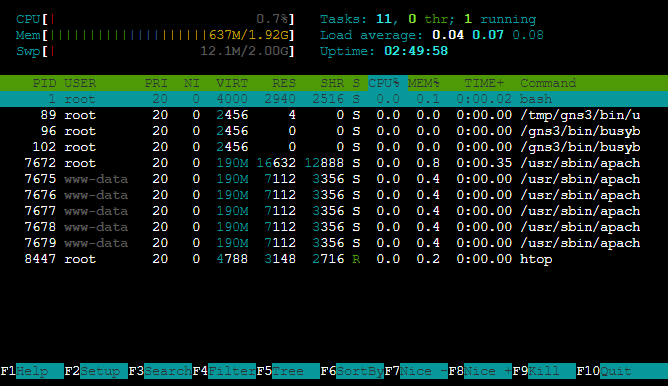 CPU[| 0.7%] Tasks: 11, 0 thr; 1 running
Mem[|||||||||||||||||||||||637M/1.92G] Load average: 0.04 0.07 0.08
Swp[| 12.1M/2.00G] Uptime: 02:49:58
PID USER PRI NI VIRT RES SHR S CPU% MEM% TIME+ Command
1 root 20 0 4000 2940 2516 S 0.0 0.1 0:00.02 bash
89 root 20 0 2456 4 0 S 0.0 0.0 0:00.00 /tmp/gns3/bin/u
96 root 20 0 2456 0 0 S 0.0 0.0 0:00.00 /gns3/bin/busyb
102 root 20 0 2456 0 0 S 0.0 0.0 0:00.00 /gns3/bin/busyb
7672 root 20 0 190M 16632 12888 S 0.0 0.8 0:00.35 /usr/sbin/apach
7675 www-data 20 0 190M 7112 3356 S 0.0 0.4 0:00.00 /usr/sbin/apach
7676 www-data 20 0 190M 7112 3356 S 0.0 0.4 0:00.00 /usr/sbin/apach
7677 www-data 20 0 190M 7112 3356 S 0.0 0.4 0:00.00 /usr/sbin/apach
7678 www-data 20 0 190M 7112 3356 S 0.0 0.4 0:00.00 /usr/sbin/apach
7679 www-data 20 0 190M 7112 3356 S 0.0 0.4 0:00.00 /usr/sbin/apach
8447 root 20 0 4788 3148 2716 R 0.0 0.2 0:00.00 htop
F1Help F2Setup F3SearchF4FilterF5Tree F6SortByF7Nice -F8Nice +F9Kill F10Quit